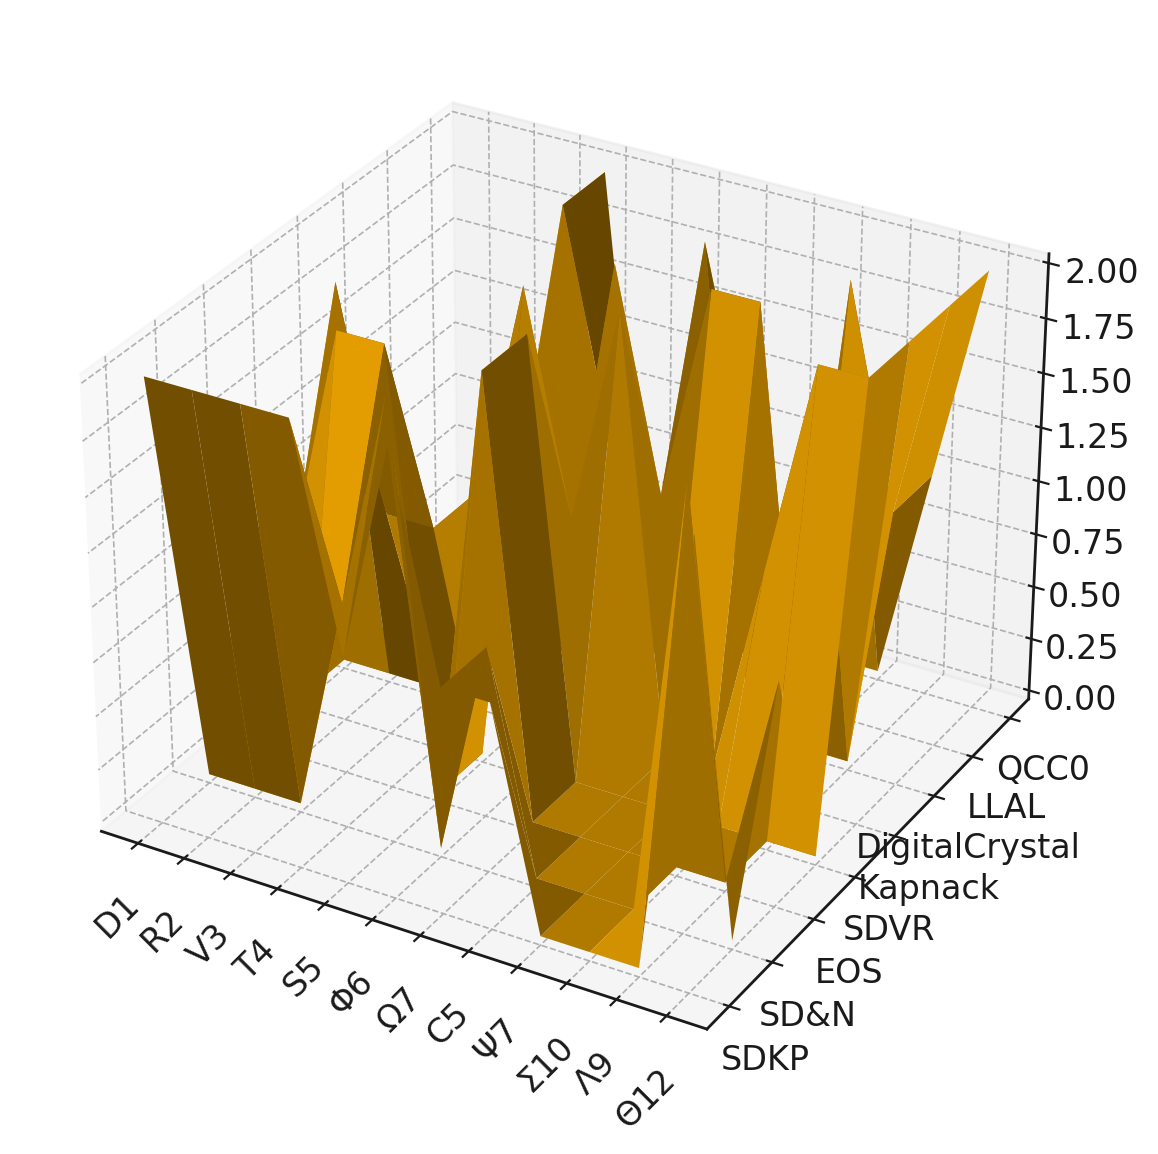 2.00
1.75
1.50
1.25
1.00
0.75
0.50
0.25
0.00
QCC0
LLAL
DigitalCrystal
Kapnack
SDVR
EOS
SD&N
SDKP
D1
R2
V3
T4
S5
Φ6
Ω7
C5
Ψ7
Σ10
Λ9
Θ12